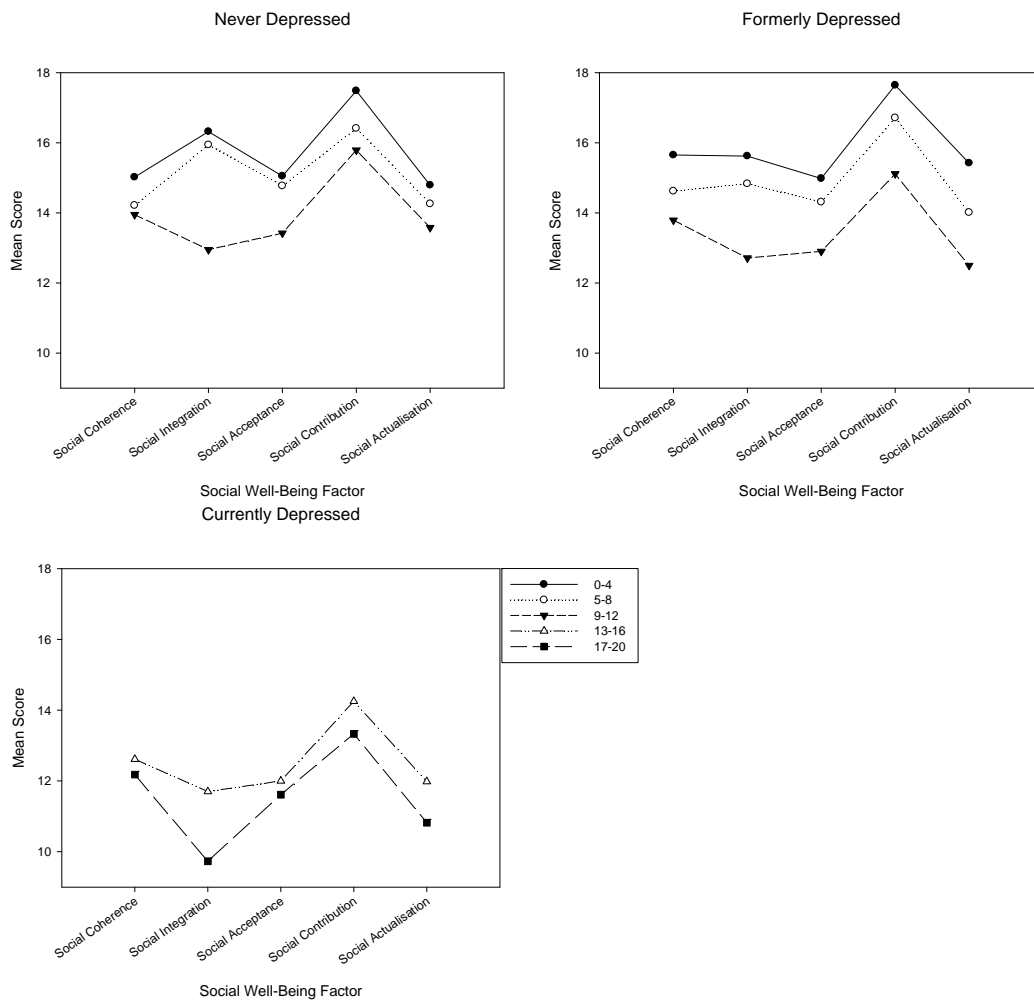 Never Depressed
18
16
14
12
10
Mean Score
Social Coherence
Social Integration
Social Acceptance
Social Contribution
Social Actualisation
Social Well-Being Factor
Formerly Depressed
18
16
14
12
10
Mean Score
Social Coherence
Social Integration
Social Acceptance
Social Contribution
Social Actualisation
Social Well-Being Factor
Currently Depressed
18
16
14
12
10
Mean Score
Social Coherence
Social Integration
Social Acceptance
Social Contribution
Social Actualisation
Social Well-Being Factor
0-4
5-8
9-12
13-16
17-20